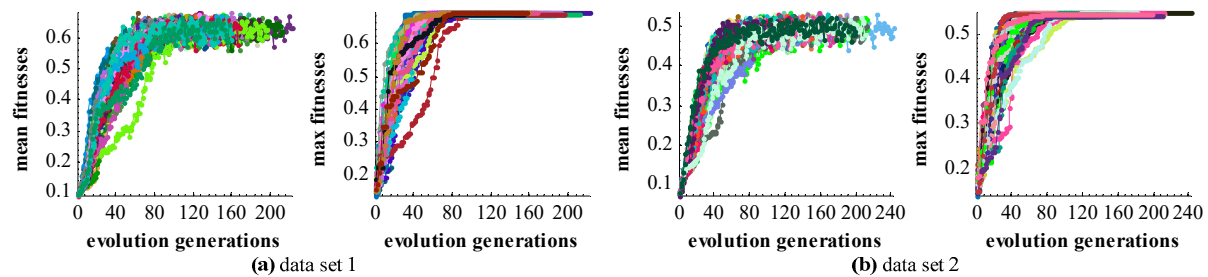 mean fitnesses
0.6
0.5
0.4
0.3
0.2
0.1
0 40 80 120 160 200
evolution generations
max fitnesses
0.6
0.5
0.4
0.3
0.2
0 40 80 120 160 200
evolution generations
(a) data set 1
mean fitnesses
0.5
0.4
0.3
0.2
0.1
0 40 80 120 160 200 240
evolution generations
max fitnesses
0.5
0.4
0.3
0.2
0 40 80 120 160 200 240
evolution generations
(b) data set 2